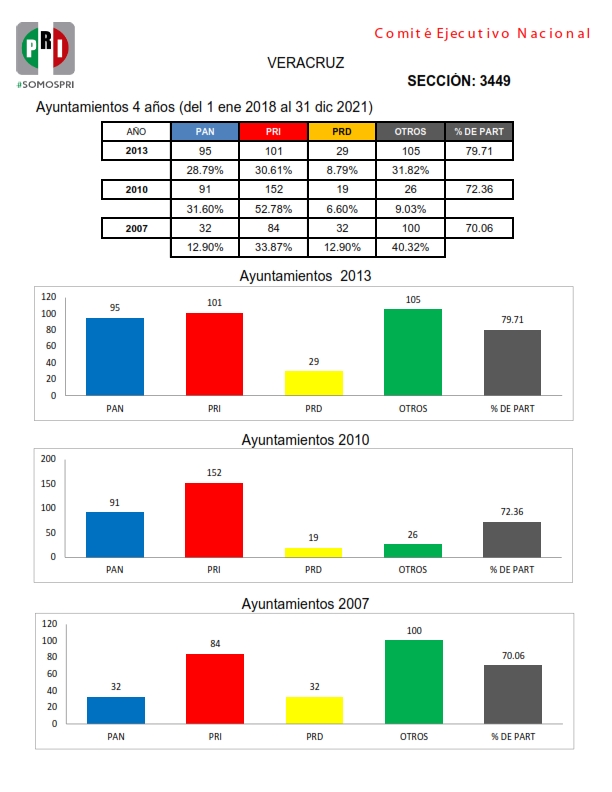 Comité Ejecutivo Nacional
PRI
#SOMOSPRI
VERACRUZ
SECCIÓN: 3449
Ayuntamientos 4 años (del 1 ene 2018 al 31 dic 2021)
AÑO PAN PRI PRD OTROS % DE PART
2013 95 101 29 105 79.71
28.79% 30.61% 8.79% 31.82%
2010 91 152 19 26 72.36
31.60% 52.78% 6.60% 9.03%
2007 32 84 32 100 70.06
12.90% 33.87% 12.90% 40.32%
Ayuntamientos 2013
120
100
80
60
40
20
0
95 101 29 105 79.71
PAN PRI PRD OTROS % DE PART
Ayuntamientos 2010
200
150
100
50
0
91 152 19 26 72.36
PAN PRI PRD OTROS % DE PART
Ayuntamientos 2007
120
100
80
60
40
20
0
32 84 32 100 70.06
PAN PRI PRD OTROS % DE PART